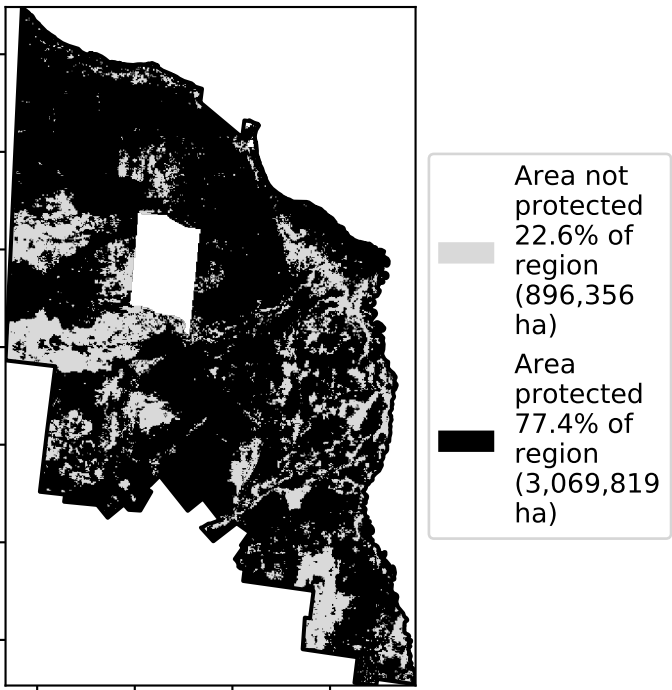 Area not
protected
22.6% of
region
(896,356
ha)
Area
protected
77.4% of
region
(3,069,819
ha)